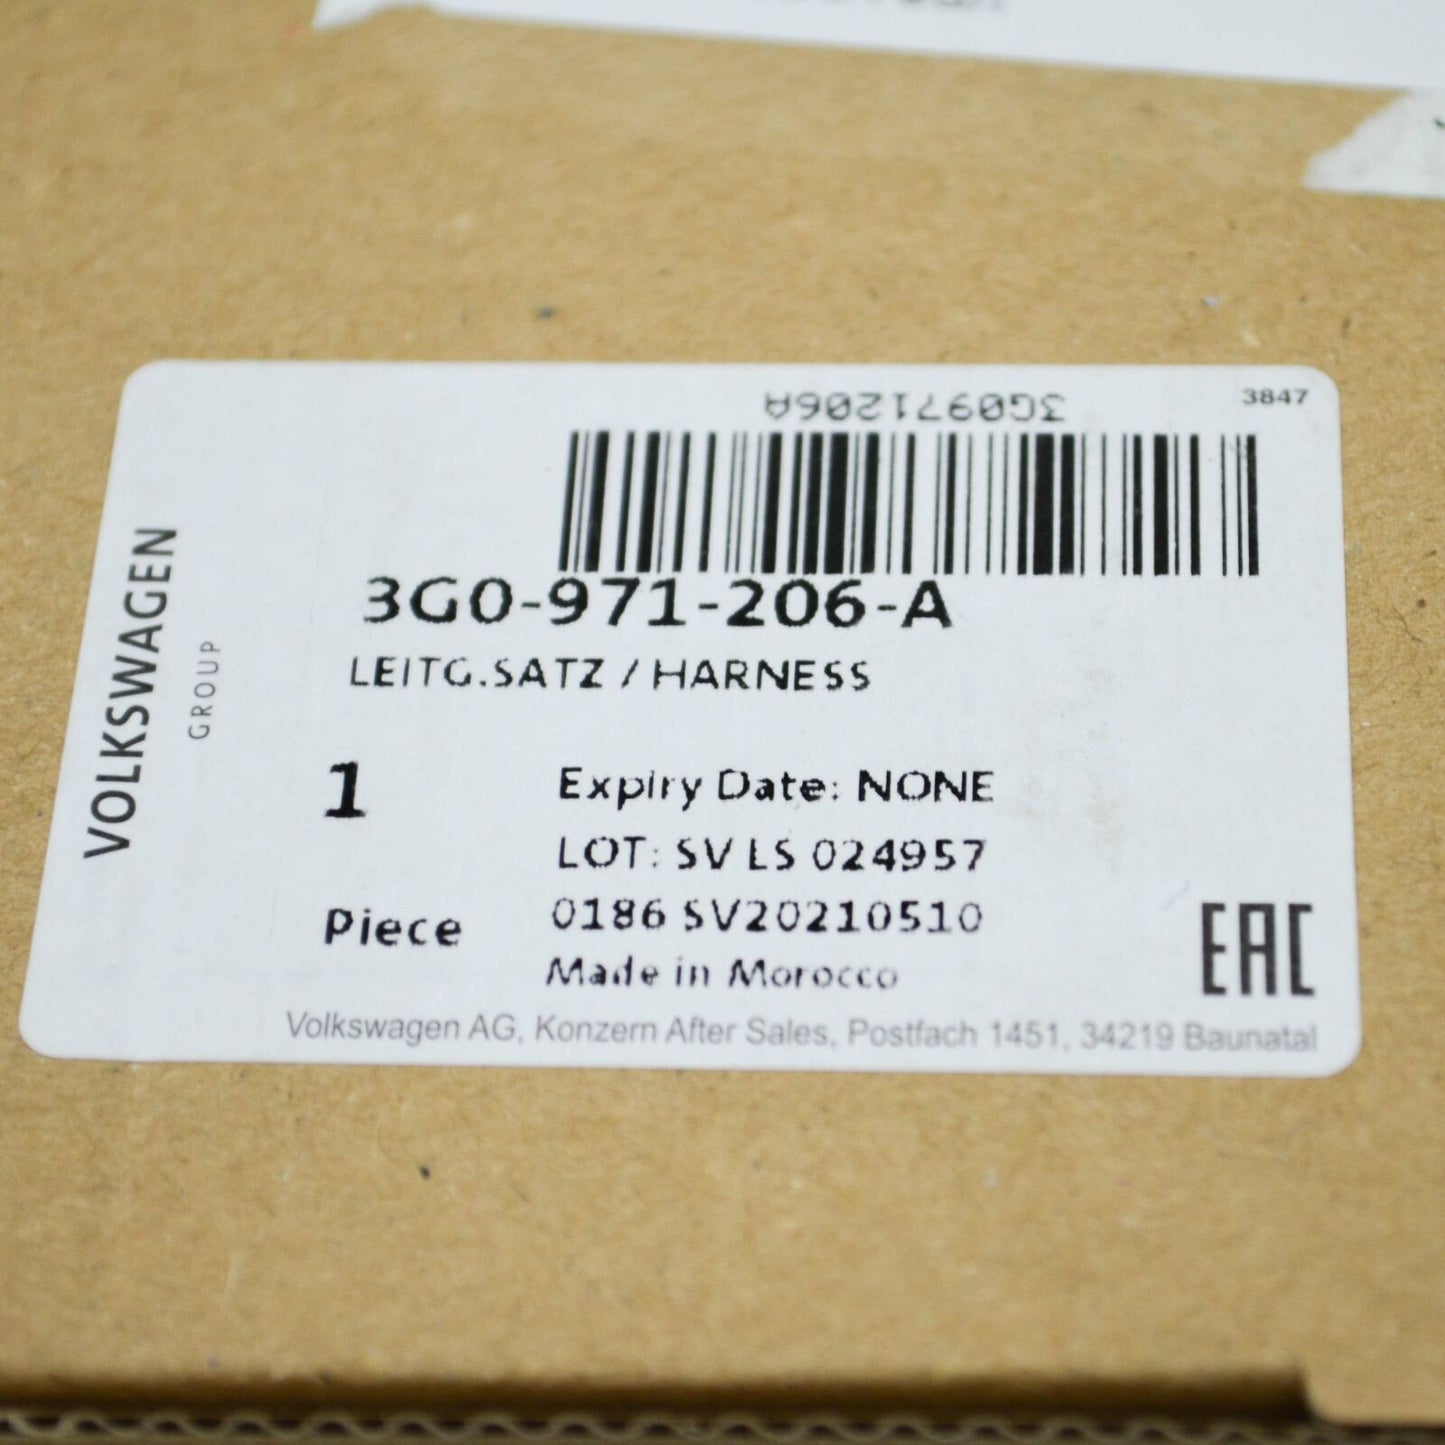 3G0971206A
3847
VOLKSWAGEN
GROUP
3G0-971-206-A
LEITG.SATZ / HARNESS
1
Expiry Date: NONE
LOT: SV LS 024957
Piece
0186 SV20210510
Made in Morocco
EAC
Volkswagen AG, Konzern After Sales, Postfach 1451, 34219 Baunatal